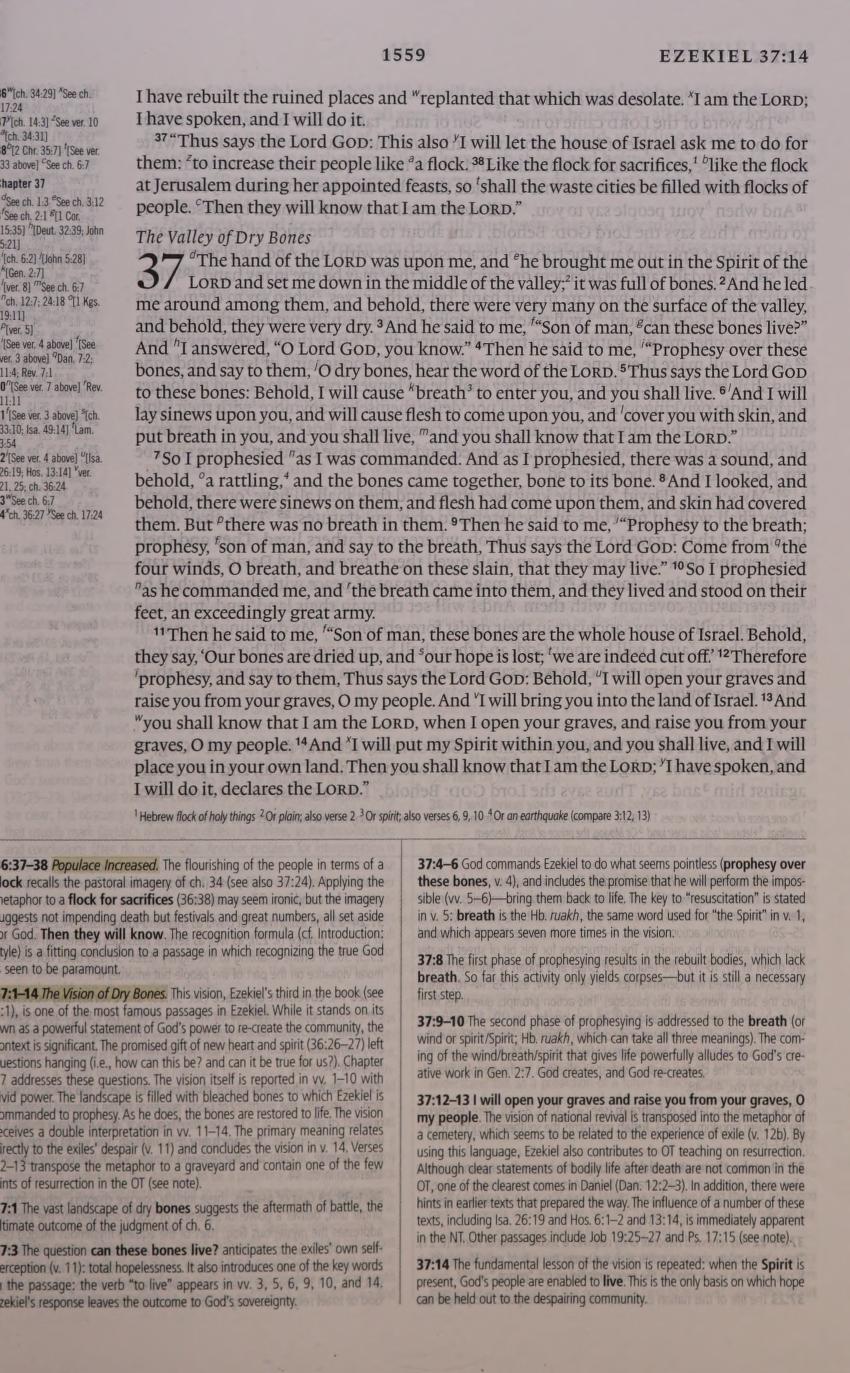 1559
EZEKIEL 37:14
6w[ch. 34:29] xSee ch.
17:24
7y[ch. 14:3] zSee ver. 10
a[ch. 34:31]
8b[2 Chr. 35:7] [See ver.
33 above] cSee ch. 6:7
hapter 37
dSee ch. 1:3 eSee ch. 3:12
fSee ch. 2:1 g[1 Cor.
15:35] h[Deut. 32:39; John
5:21]
[ch. 6:2] j[John 5:28]
k[Gen. 2:7]
l[ver. 8] mSee ch. 6:7
nch. 12:7; 24:18 o[1 Kgs.
19:11]
p[ver. 5]
[See ver. 4 above] f[See
ver. 3 above] qDan. 7:2;
11:4; Rev. 7:1
0n[See ver. 7 above] rRev.
11:11
1f[See ver. 3 above] s[ch.
33:10; Isa. 49:14] tLam.
3:54
2[See ver. 4 above] u[Isa.
26:19; Hos. 13:14] vver.
21, 25; ch. 36:24
3wSee ch. 6:7
4xch. 36:27 ySee ch. 17:24
I have rebuilt the ruined places and wreplanted that which was desolate. xI am the LORD;
I have spoken, and I will do it.
37 “Thus says the Lord GOD: This also yI will let the house of Israel ask me to do for
them: zto increase their people like aa flock. 38 Like the flock for sacrifices,1 blike the flock
at Jerusalem during her appointed feasts, so shall the waste cities be filled with flocks of
people. cThen they will know that I am the LORD.”
The Valley of Dry Bones
37 dThe hand of the LORD was upon me, and ehe brought me out in the Spirit of the
LORD and set me down in the middle of the valley;2 it was full of bones. 2 And he led
me around among them, and behold, there were very many on the surface of the valley,
and behold, they were very dry. 3 And he said to me, f“Son of man, gcan these bones live?”
And hI answered, “O Lord GOD, you know.” 4 Then he said to me, i“Prophesy over these
bones, and say to them, jO dry bones, hear the word of the LORD. 5 Thus says the Lord GOD
to these bones: Behold, I will cause kbreath3 to enter you, and you shall live. 6 lAnd I will
lay sinews upon you, and will cause flesh to come upon you, and lcover you with skin, and
put breath in you, and you shall live, mand you shall know that I am the LORD.”
7 So I prophesied nas I was commanded. And as I prophesied, there was a sound, and
behold, oa rattling,4 and the bones came together, bone to its bone. 8 And I looked, and
behold, there were sinews on them, and flesh had come upon them, and skin had covered
them. But pthere was no breath in them. 9 Then he said to me, i“Prophesy to the breath;
prophesy, fson of man, and say to the breath, Thus says the Lord GOD: Come from qthe
four winds, O breath, and breathe on these slain, that they may live.” 10 So I prophesied
nas he commanded me, and rthe breath came into them, and they lived and stood on their
feet, an exceedingly great army.
11 Then he said to me, f“Son of man, these bones are the whole house of Israel. Behold,
they say, ‘Our bones are dried up, and sour hope is lost; twe are indeed cut off.’ 12 Therefore
iprophesy, and say to them, Thus says the Lord GOD: Behold, uI will open your graves and
raise you from your graves, O my people. And vI will bring you into the land of Israel. 13 And
wyou shall know that I am the LORD, when I open your graves, and raise you from your
graves, O my people. 14 And xI will put my Spirit within you, and you shall live, and I will
place you in your own land. Then you shall know that I am the LORD; yI have spoken, and
I will do it, declares the LORD.”
1 Hebrew flock of holy things 2 Or plain; also verse 2 3 Or spirit; also verses 6, 9, 10 4 Or an earthquake (compare 3:12, 13)
6:37–38 Populace Increased. The flourishing of the people in terms of a
lock recalls the pastoral imagery of ch. 34 (see also 37:24). Applying the
metaphor to a flock for sacrifices (36:38) may seem ironic, but the imagery
uggests not impending death but festivals and great numbers, all set aside
or God. Then they will know. The recognition formula (cf. Introduction:
tyle) is a fitting conclusion to a passage in which recognizing the true God
seen to be paramount.
7:1–14 The Vision of Dry Bones. This vision, Ezekiel’s third in the book (see
:1), is one of the most famous passages in Ezekiel. While it stands on its
wn as a powerful statement of God’s power to re-create the community, the
ontext is significant. The promised gift of new heart and spirit (36:26–27) left
uestions hanging (i.e., how can this be? and can it be true for us?). Chapter
7 addresses these questions. The vision itself is reported in vv. 1–10 with
vid power. The landscape is filled with bleached bones to which Ezekiel is
ommanded to prophesy. As he does, the bones are restored to life. The vision
eceives a double interpretation in vv. 11–14. The primary meaning relates
irectly to the exiles’ despair (v. 11) and concludes the vision in v. 14. Verses
2–13 transpose the metaphor to a graveyard and contain one of the few
ints of resurrection in the OT (see note).
7:1 The vast landscape of dry bones suggests the aftermath of battle, the
ltimate outcome of the judgment of ch. 6.
7:3 The question can these bones live? anticipates the exiles’ own self-
erception (v. 11): total hopelessness. It also introduces one of the key words
the passage: the verb “to live” appears in vv. 3, 5, 6, 9, 10, and 14.
zekiel’s response leaves the outcome to God’s sovereignty.
37:4–6 God commands Ezekiel to do what seems pointless (prophesy over
these bones, v. 4), and includes the promise that he will perform the impos-
sible (vv. 5–6)—bring them back to life. The key to “resuscitation” is stated
in v. 5: breath is the Hb. ruakh, the same word used for “the Spirit” in v. 1,
and which appears seven more times in the vision.
37:8 The first phase of prophesying results in the rebuilt bodies, which lack
breath. So far this activity only yields corpses—but it is still a necessary
first step.
37:9–10 The second phase of prophesying is addressed to the breath (or
wind or spirit/Spirit; Hb. ruakh, which can take all three meanings). The com-
ing of the wind/breath/spirit that gives life powerfully alludes to God’s cre-
ative work in Gen. 2:7. God creates, and God re-creates.
37:12–13 I will open your graves and raise you from your graves, O
my people. The vision of national revival is transposed into the metaphor of
a cemetery, which seems to be related to the experience of exile (v. 12b). By
using this language, Ezekiel also contributes to OT teaching on resurrection.
Although clear statements of bodily life after death are not common in the
OT, one of the clearest comes in Daniel (Dan. 12:2–3). In addition, there were
hints in earlier texts that prepared the way. The influence of a number of these
texts, including Isa. 26:19 and Hos. 6:1–2 and 13:14, is immediately apparent
in the NT. Other passages include Job 19:25–27 and Ps. 17:15 (see note).
37:14 The fundamental lesson of the vision is repeated: when the Spirit is
present, God’s people are enabled to live. This is the only basis on which hope
can be held out to the despairing community.